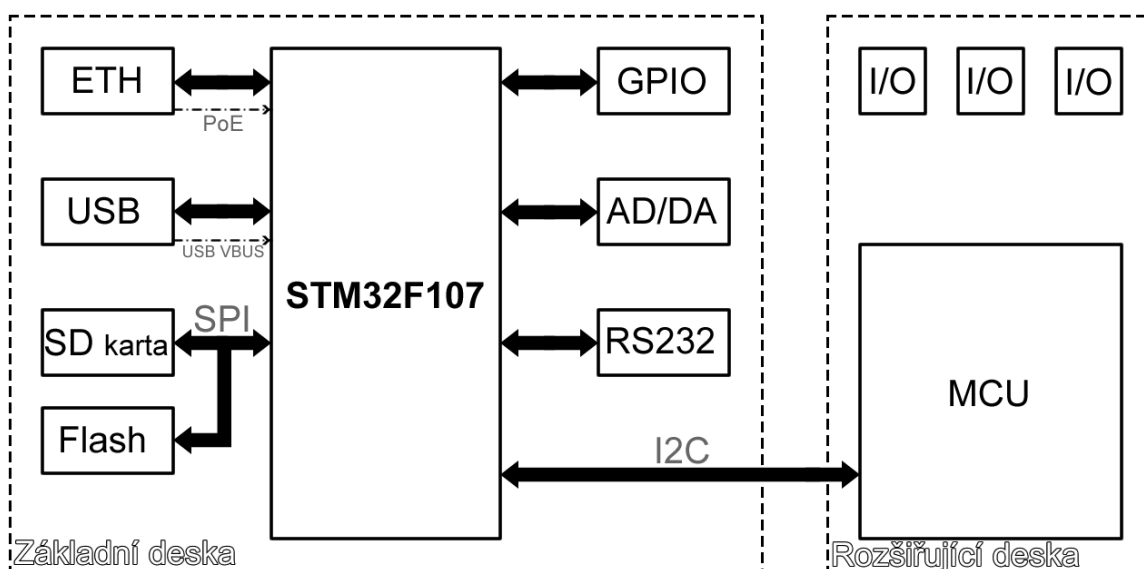 ETH
PoE
USB
USB VBUS
SPI
SD karta
Flash
STM32F107
GPIO
AD/DA
RS232
I2C
Základní deska
I/O I/O I/O
MCU
Rozšiřující deska